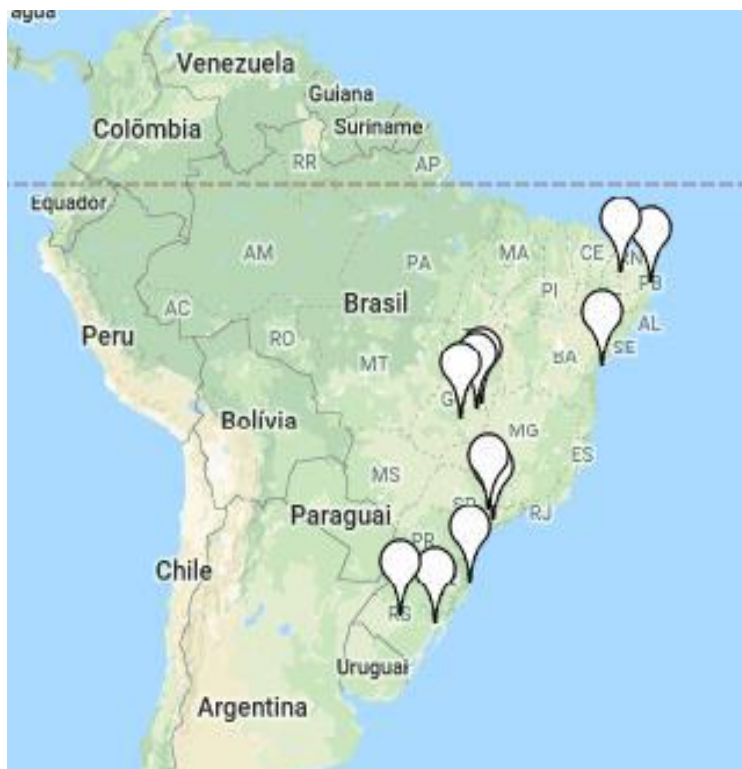 agua
Venezuela
Guiana
Colômbia
Suriname
RR
AP
Equador
AM
PA
MA
CE
RN
PI
PB
AC
Brasil
Peru
RO
AL
MT
SE
BA
G
Bolívia
MG
ES
MS
SP
RJ
Paraguai
PR
Chile
RS
Uruguai
Argentina